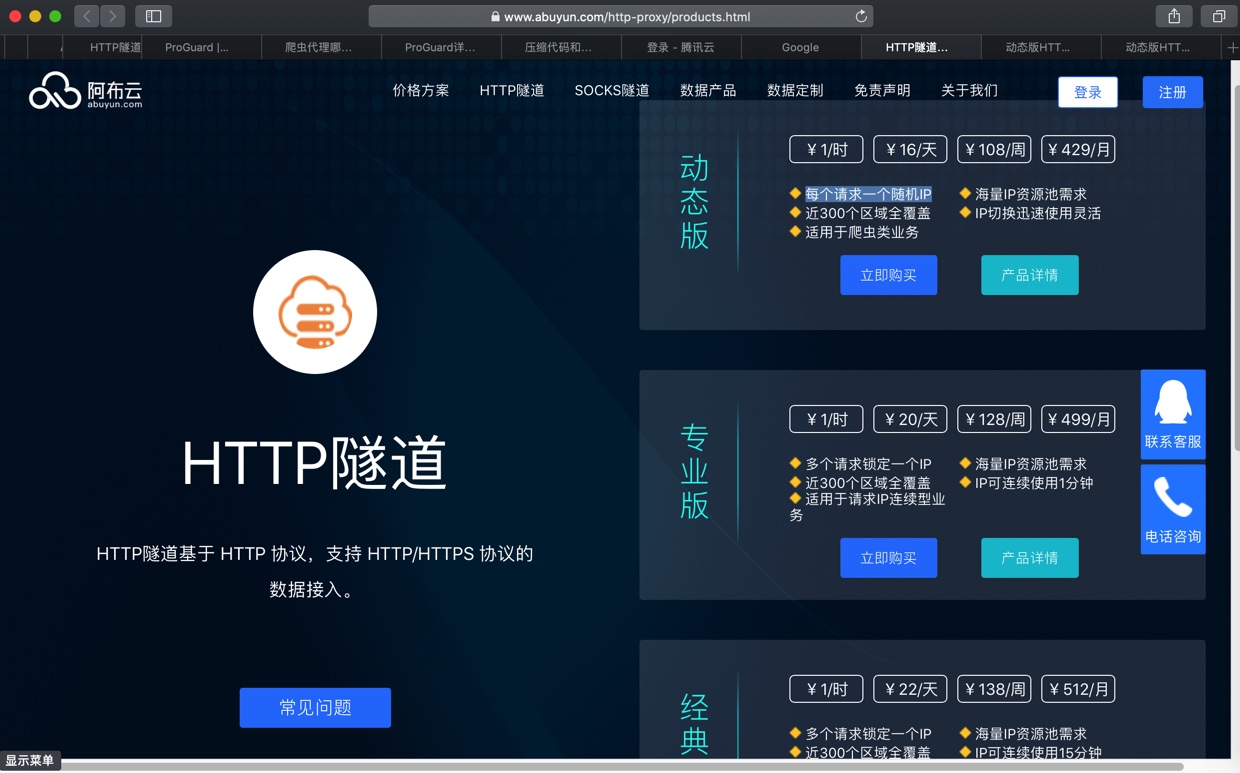 www.abuyun.com/http-proxy/products.html
HTTP隧道
ProGuard |...
爬虫代理哪...
ProGuard详...
压缩代码和...
登录 - 腾讯云
Google
HTTP隧道...
动态版HTT...
动态版HTT...
阿布云
abuyun.com
价格方案
HTTP隧道
SOCKS隧道
数据产品
数据定制
免责声明
关于我们
登录
注册
HTTP隧道
HTTP隧道基于 HTTP 协议，支持 HTTP/HTTPS 协议的
数据接入。
常见问题
动态版
¥ 1/时
¥ 16/天
¥ 108/周
¥ 429/月
每个请求一个随机IP
海量IP资源池需求
近300个区域全覆盖
IP切换迅速使用灵活
适用于爬虫类业务
立即购买
产品详情
专业版
¥ 1/时
¥ 20/天
¥ 128/周
¥ 499/月
多个请求锁定一个IP
海量IP资源池需求
近300个区域全覆盖
IP可连续使用1分钟
适用于请求IP连续型业
务
立即购买
产品详情
经典
¥ 1/时
¥ 22/天
¥ 138/周
¥ 512/月
多个请求锁定一个IP
海量IP资源池需求
近300个区域全覆盖
IP可连续使用15分钟
联系客服
电话咨询
显示菜单